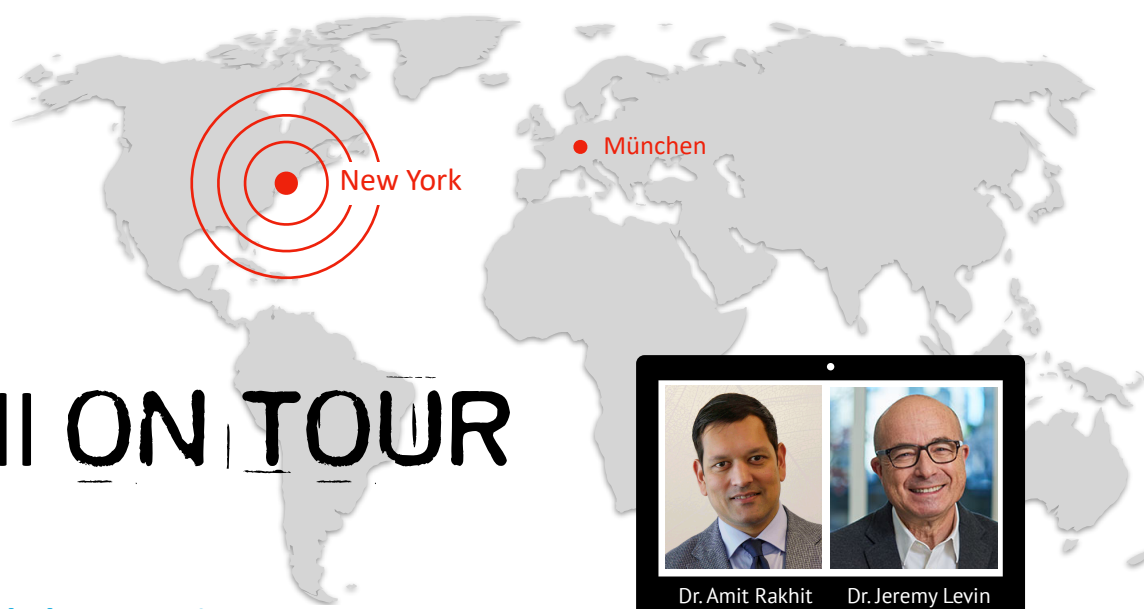 München
New York
ON TOUR
Dr. Amit Rakhit
Dr. Jeremy Levin